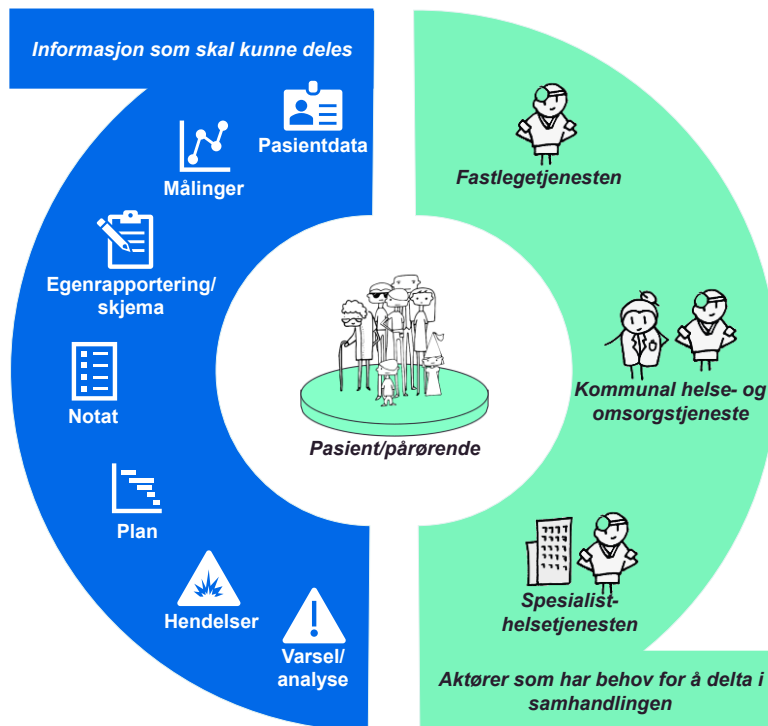 Informasjon som skal kunne deles
Pasientdata
Målinger
Egenrapportering/
skjema
Notat
Plan
Hendelser
Varsel/
analyse
Pasient/pårørende
Fastlegetjenesten
Kommunal helse- og
omsorgstjeneste
Spesialist-
helsetjenesten
Aktører som har behov for å delta i
samhandlingen